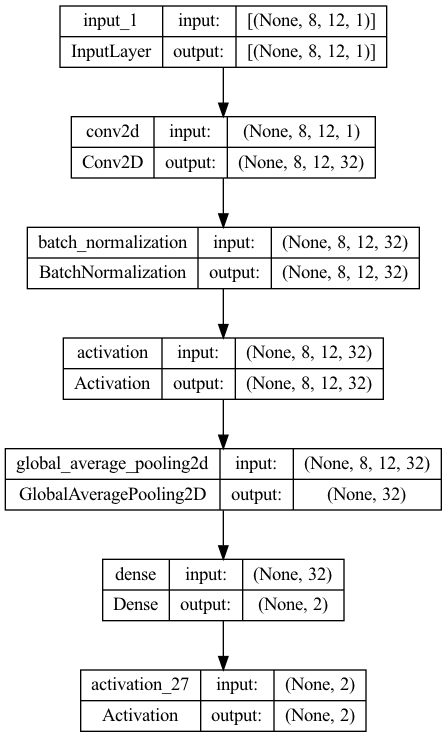 input_1 input: [(None, 8, 12, 1)]
InputLayer output: [(None, 8, 12, 1)]
conv2d input: (None, 8, 12, 1)
Conv2D output: (None, 8, 12, 32)
batch_normalization input: (None, 8, 12, 32)
BatchNormalization output: (None, 8, 12, 32)
activation input: (None, 8, 12, 32)
Activation output: (None, 8, 12, 32)
global_average_pooling2d input: (None, 8, 12, 32)
GlobalAveragePooling2D output: (None, 32)
dense input: (None, 32)
Dense output: (None, 2)
activation_27 input: (None, 2)
Activation output: (None, 2)